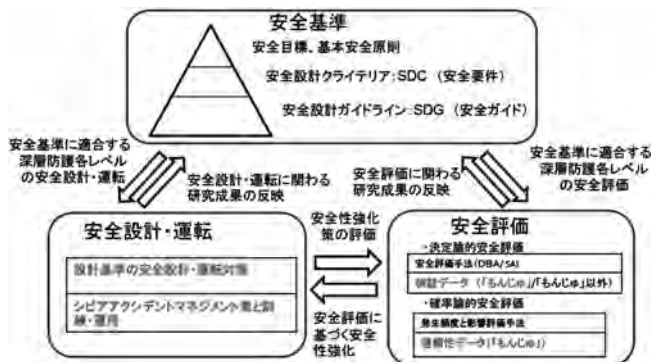 安全基準
安全目標、基本安全原則
安全設計クライテリア:SDC（安全要件）
安全設計ガイドライン:SDG（安全ガイド）
安全基準に適合する
深層防護各レベル
の安全設計・運転
安全設計・運転に関わる
研究成果の反映
安全評価に関わる
研究成果の反映
安全基準に適合する
深層防護各レベル
の安全評価
安全設計・運転
設計基準の安全設計・運転対策
シビアアクシデントマネジメント策と訓
練・運用
安全性強化
策の評価
安全評価に
基づく安全
性強化
安全評価
・決定論的安全評価
安全評価手法(DBA/SA)
検証データ（「もんじゅ」/「もんじゅ」以外）
・確率論的安全評価
発生頻度と影響評価手法
信頼性データ(「もんじゅ」)